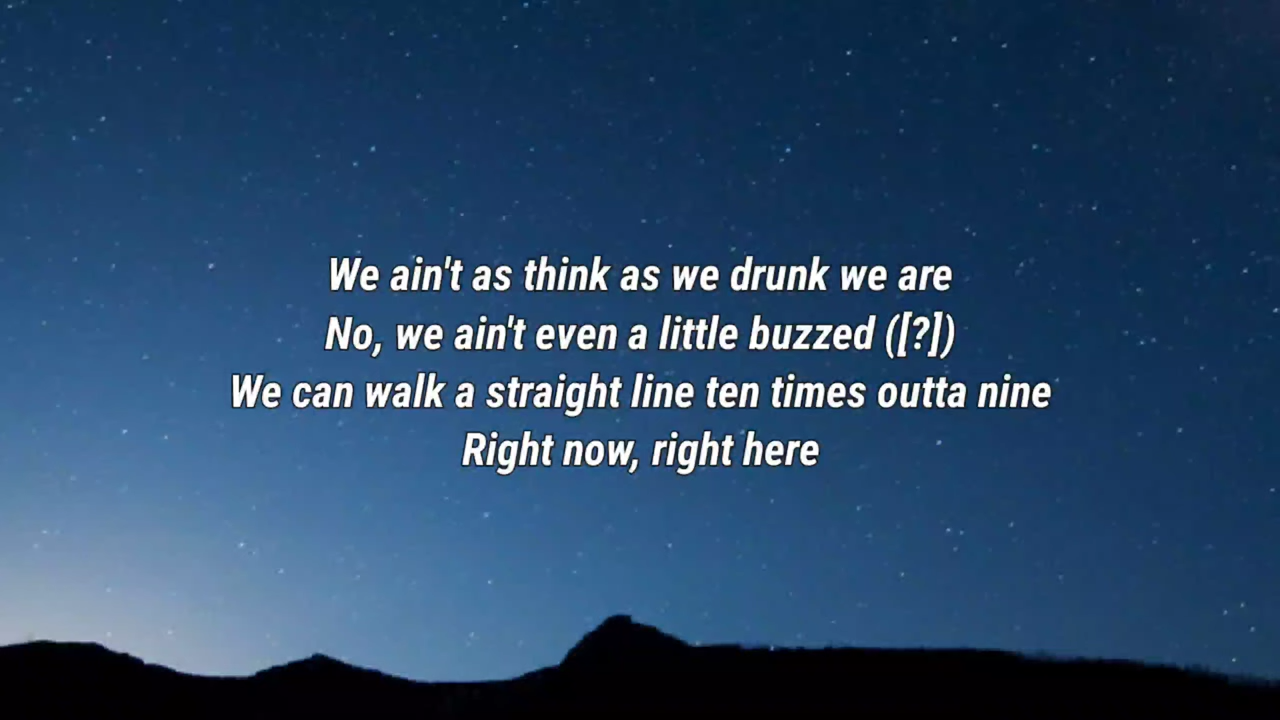 We ain't as think as we drunk we are
No, we ain't even a little buzzed ([?])
We can walk a straight line ten times outta nine
Right now, right here